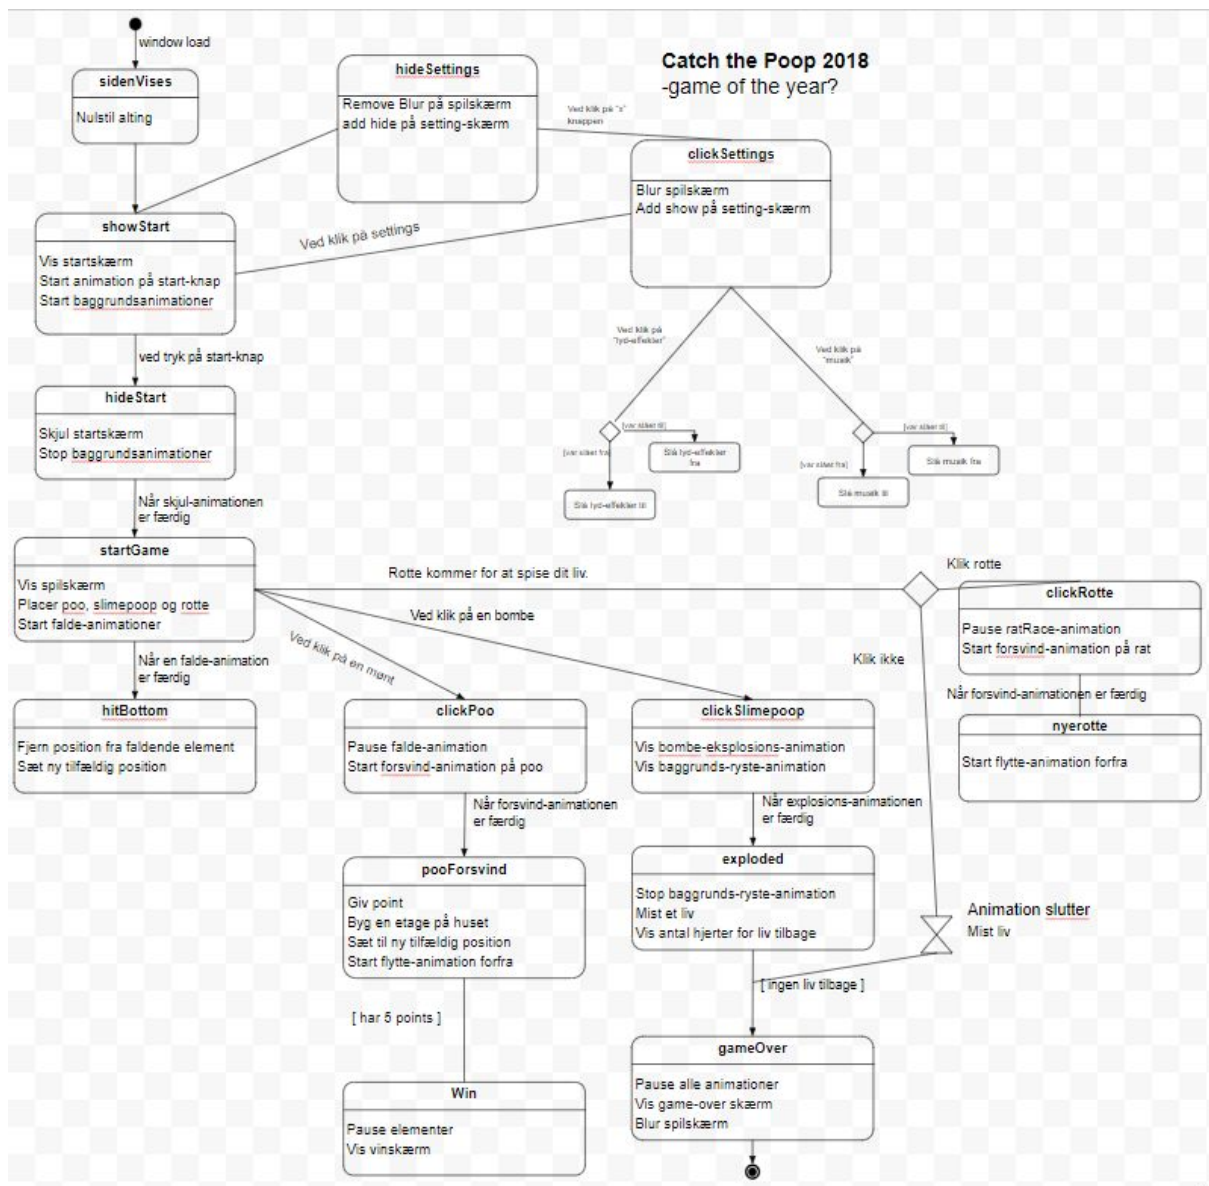 window load
sidenVises
Nulstil alting
hideSettings
Remove Blur på spilskærm
add hide på setting-skærm
Catch the Poop 2018
-game of the year?
Ved klik på "x"
knappen
clickSettings
Blur spilskærm
Add show på setting-skærm
showStart
Vis startskærm
Start animation på start-knap
Start baggrundsanimationer
Ved klik på settings
ved tryk på start-knap
Ved klik på
"lyd-effekter"
Ved klik på
"musik"
hideStart
Skjul startskærm
Stop baggrundsanimationer
[var slået til]
[var slået fra]
Slå lyd-effekter
fra
Slå lyd-effekter til
[var slået til]
[var slået fra]
Slå musik fra
Slå musik til
Når skjul-animationen
er færdig
startGame
Vis spilskærm
Placer poo, slimepoop og rotte
Start falde-animationer
Rotte kommer for at spise dit liv.
Ved klik på en bombe
Ved klik på en mønt
Klik rotte
Klik ikke
clickRotte
Pause ratRace-animation
Start forsvind-animation på rat
Når en falde-animation
er færdig
Når forsvind-animationen er færdig
hitBottom
Fjern position fra faldende element
Sæt ny tilfældig position
clickPoo
Pause falde-animation
Start forsvind-animation på poo
clickSlimepoop
Vis bombe-eksplosions-animation
Vis baggrunds-ryste-animation
nyerotte
Start flytte-animation forfra
Når forsvind-animationen
er færdig
Når explosions-animationen
er færdig
pooForsvind
Giv point
Byg en etage på huset
Sæt til ny tilfældig position
Start flytte-animation forfra
exploded
Stop baggrunds-ryste-animation
Mist et liv
Vis antal hjerter for liv tilbage
Animation slutter
Mist liv
[ ingen liv tilbage ]
[ har 5 points ]
gameOver
Pause alle animationer
Vis game-over skærm
Blur spilskærm
Win
Pause elementer
Vis vinskærm